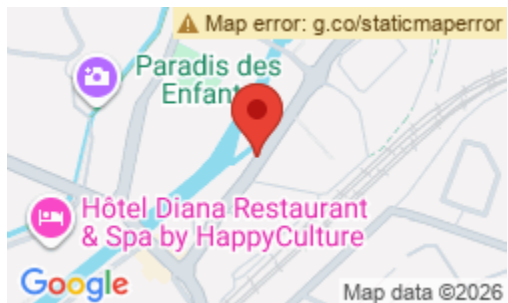 Map error: g.co/staticmaperror
Paradis des
Enfant
Hôtel Diana Restaurant
& Spa by HappyCulture
Google
Map data ©2026